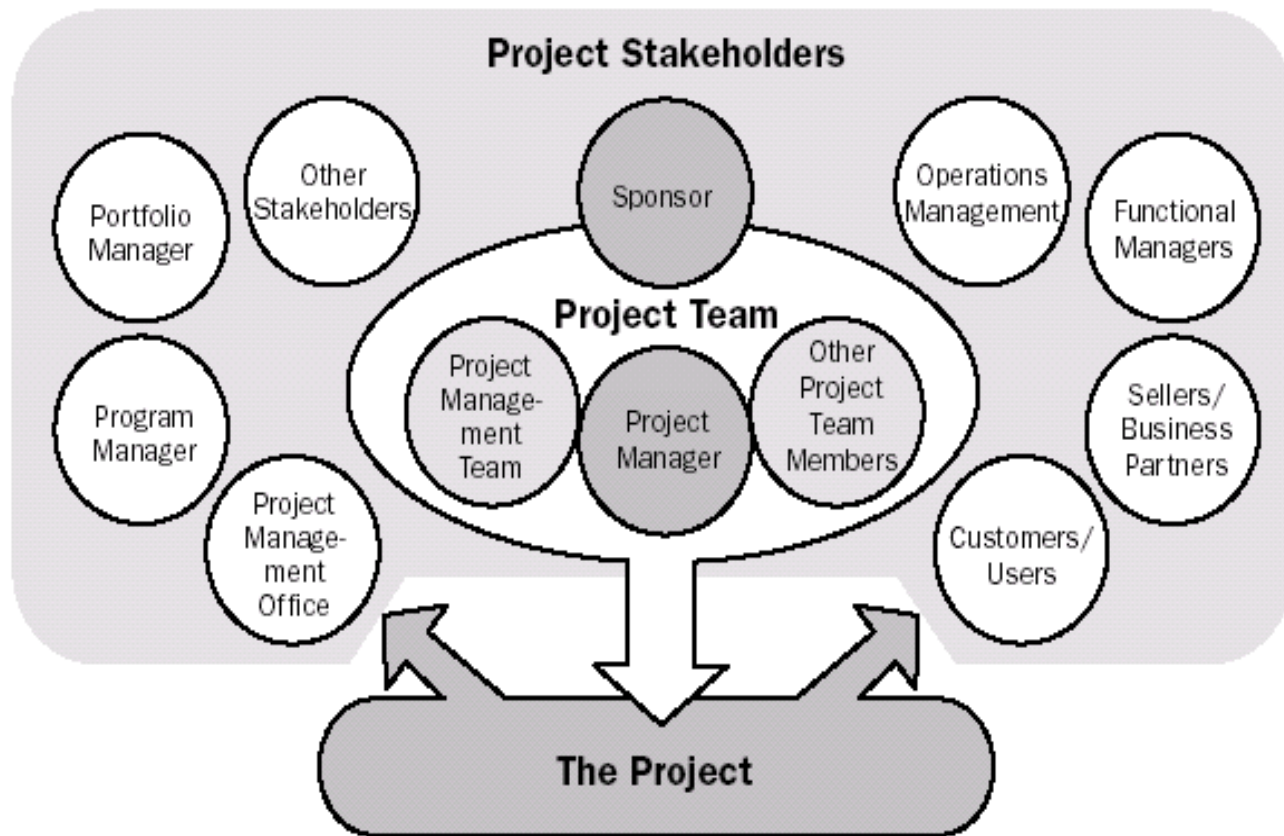 Project Stakeholders
Other
Stakeholders
Portfolio
Manager
Sponsor
Operations
Management
Functional
Managers
Project Team
Program
Manager
Project
Manage-
ment
Team
Project
Manager
Other
Project
Team
Members
Sellers/
Business
Partners
Project
Manage-
ment
Office
Customers/
Users
The Project